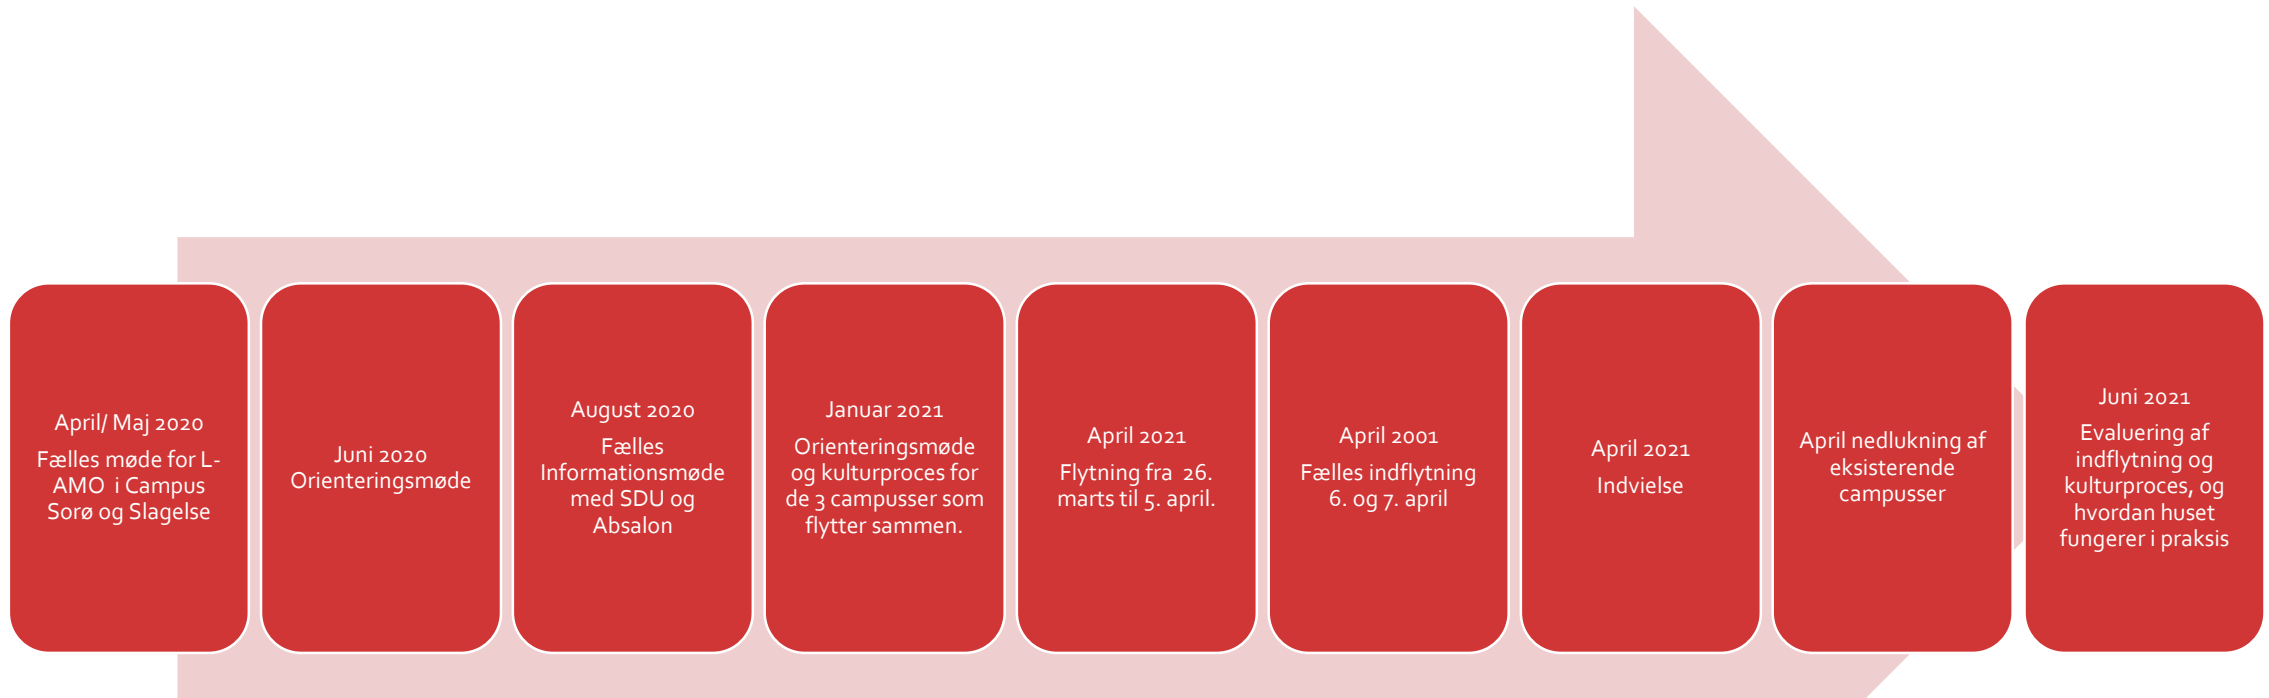 April/ Maj 2020
Fælles møde for L-
AMO i Campus
Sorø og Slagelse
Juni 2020
Orienteringsmøde
August 2020
Fælles
Informationsmøde
med SDU og
Absalon
Januar 2021
Orienteringsmøde
og kulturproces for
de 3 campusser som
flytter sammen.
April 2021
Flytning fra 26.
marts til 5. april.
April 2001
Fælles indflytning
6. og 7. april
April 2021
Indvielse
April nedlukning af
eksisterende
campusser
Juni 2021
Evaluering af
indflytning og
kulturproces, og
hvordan huset
fungerer i praksis